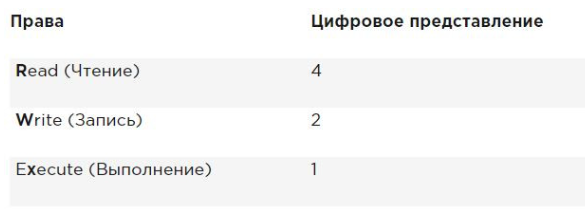 Права Цифровое представление
Read (Чтение) 4
Write (Запись) 2
Execute (Выполнение) 1